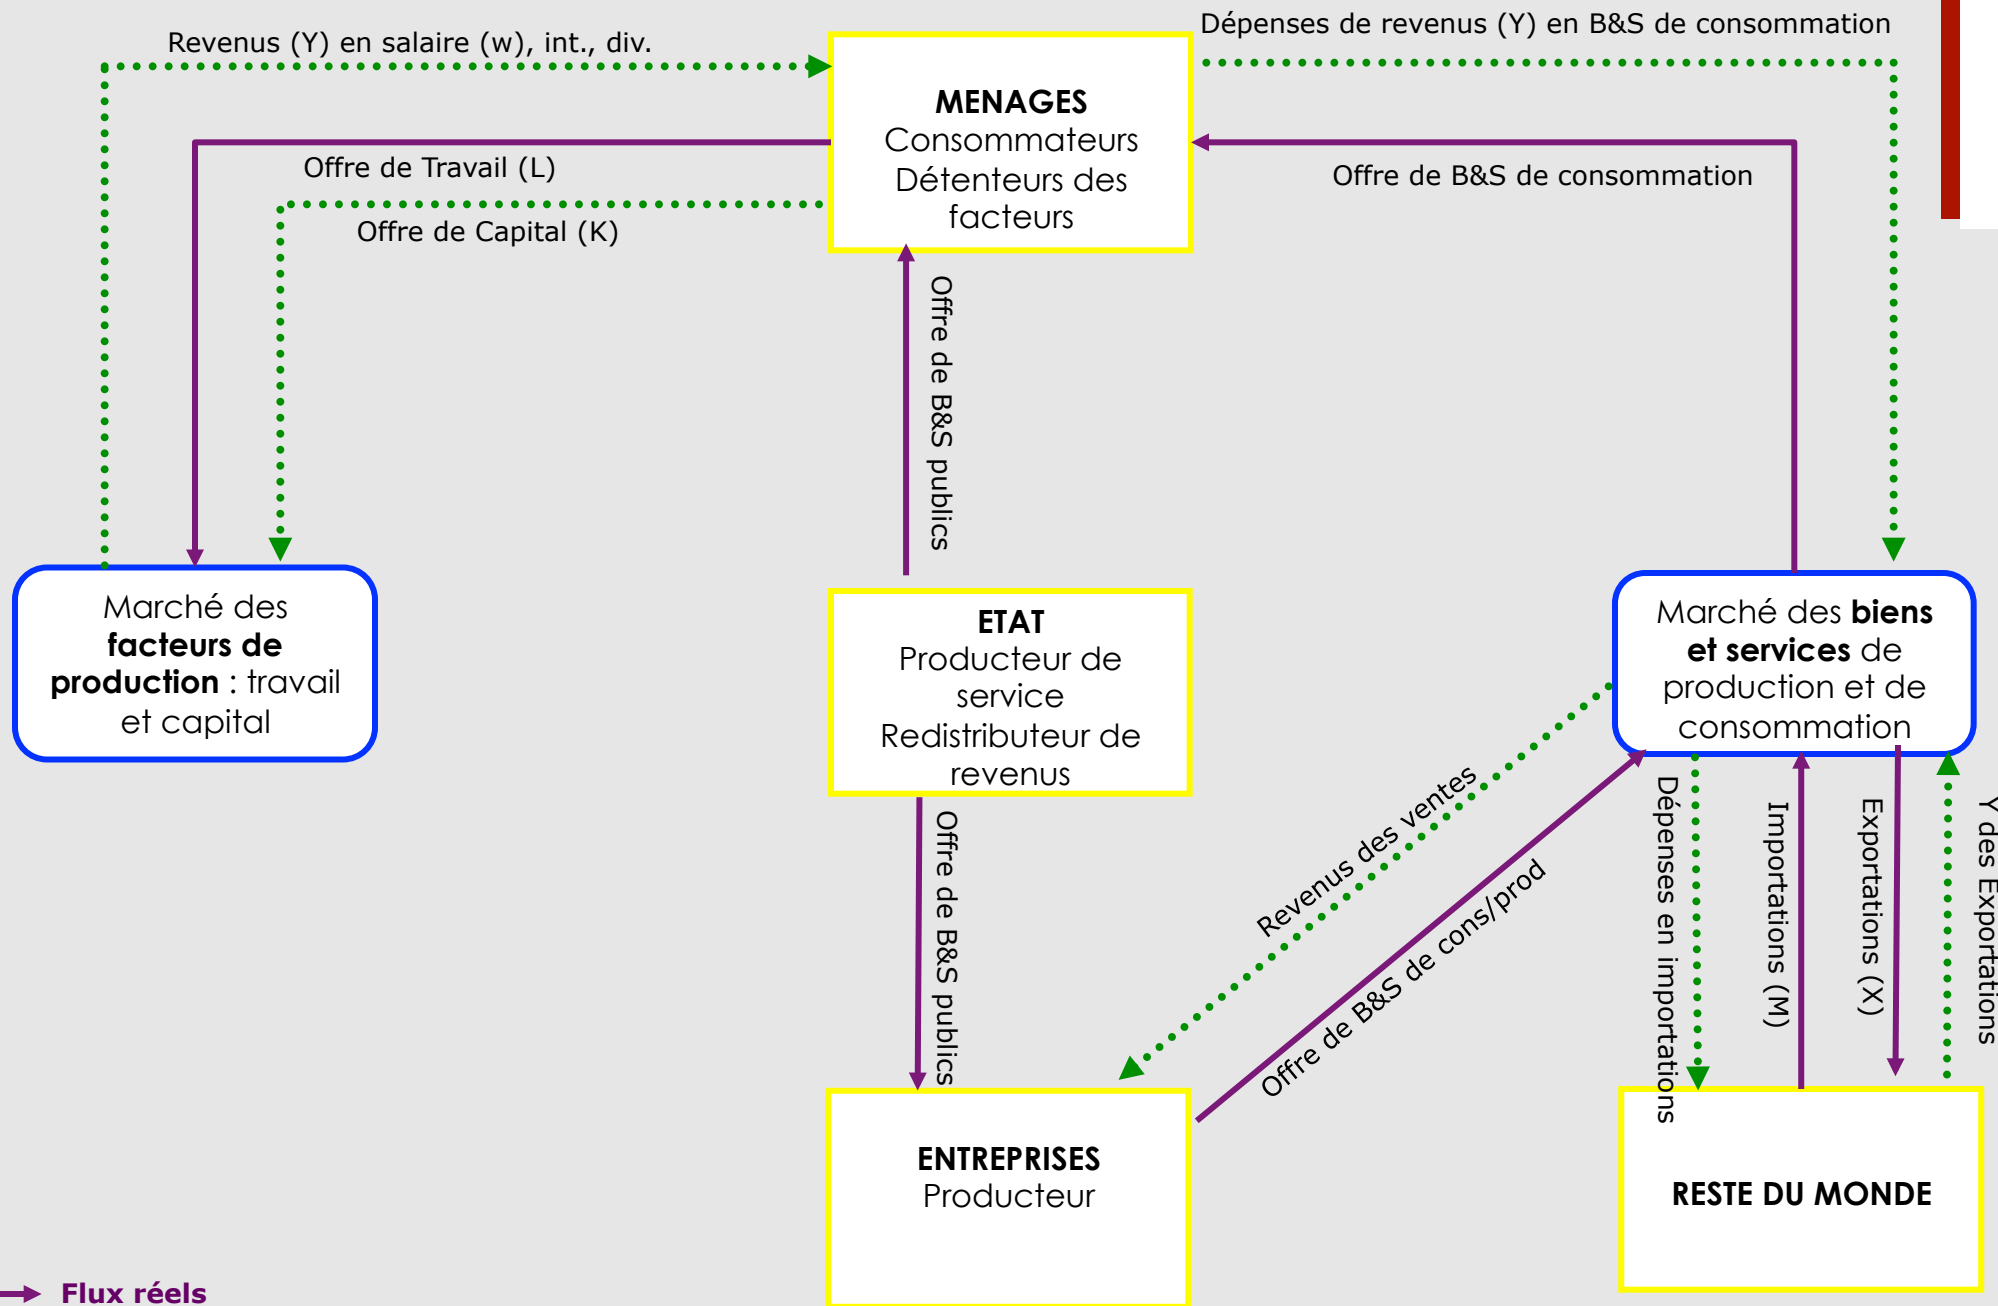 Dépenses de revenus (Y) en B&S de consommation
Revenus (Y) en salaire (w), int., div.
MENAGES
Consommateurs
Détenteurs des
facteurs
Offre de Travail (L)
Offre de B&S de consommation
Offre de Capital (K)
Offre de B&S publics
Marché des
facteurs de
production : travail
et capital
ETAT
Producteur de
service
Redistributeur de
revenus
Marché des biens
et services de
production et de
consommation
Offre de B&S publics
Revenus des ventes
Offre de B&S de cons/prod
Dépenses en importations
Importations (M)
Exportations (X)
Y des Exportations
ENTREPRISES
Producteur
RESTE DU MONDE
Flux réels